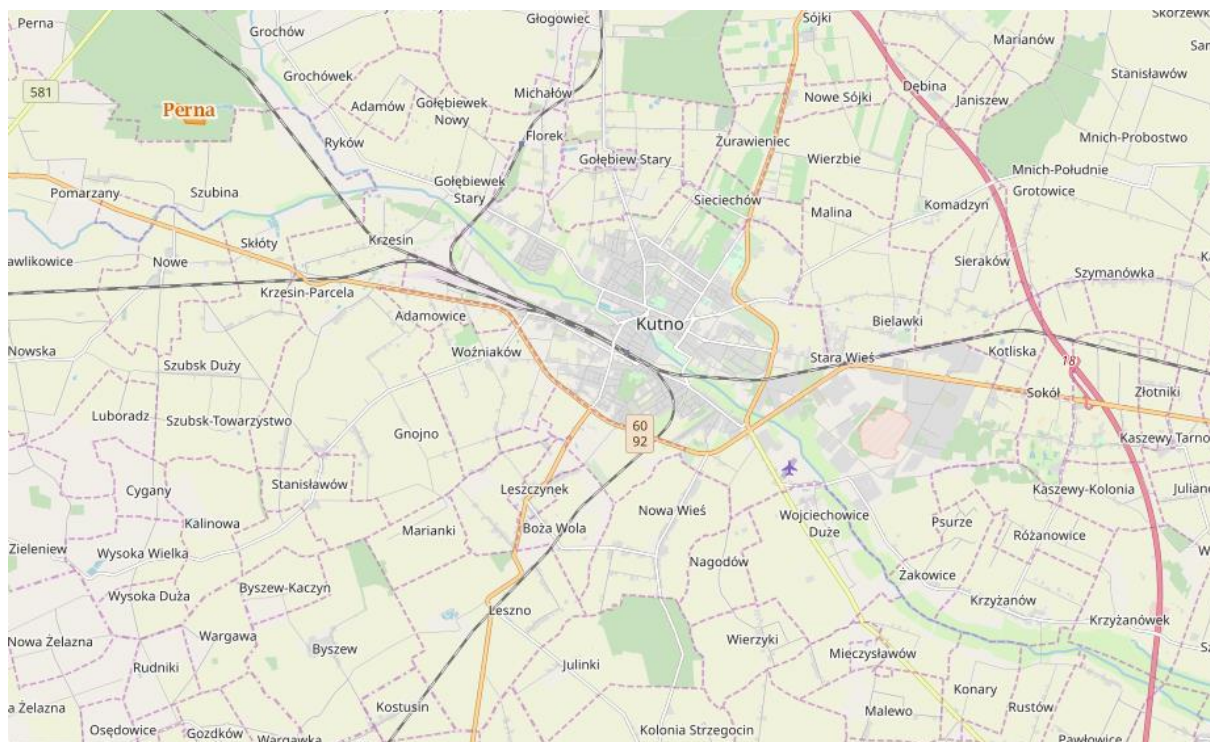 Perna
Grochów
Głogowiec
Sójki
Marianów
Stanisławów
581
Perna
Grochówek
Adamów
Gołębiewek
Nowy
Michałów
Nowe Sójki
Dębina
Janiszew
Ryków
Florek
Gołębiew Stary
Żurawieniec
Wierzbie
Mnich-Probostwo
Mnich-Południe
Grotowice
Pomarzany
Szubina
Gołębiewek
Stary
Sieciechów
Malina
Komadzyn
Skłóty
Krzesin
Nowe
Sieraków
Szymanówka
Krzesin-Parcela
Adamowice
Kutno
Bielawki
Nowska
Szubsk Duży
Woźniaków
Stara Wieś
Kotliska
18
Sokół
Złotniki
Luboradz
Szubsk-Towarzystwo
Gnojno
60
92
Kaszewy Tarno
Cygany
Stanisławów
Leszczynek
Kaszewy-Kolonia
Kalinowa
Marianki
Boża Wola
Nowa Wieś
Wojciechowice
Duże
Psurze
Różanowice
Zieleniew
Wysoka Wielka
Nagodów
Żakowice
Wysoka Duża
Byszew-Kaczyn
Krzyżanów
Leszno
Krzyżanówek
Nowa Żelazna
Wargawa
Byszew
Wierzyki
Mieczysławów
Rudniki
Julinki
Konary
a Żelazna
Kostusin
Malewo
Rustów
Osędowice
Gozdków
Wargawka
Kolonia Strzegocin
Pawłowice